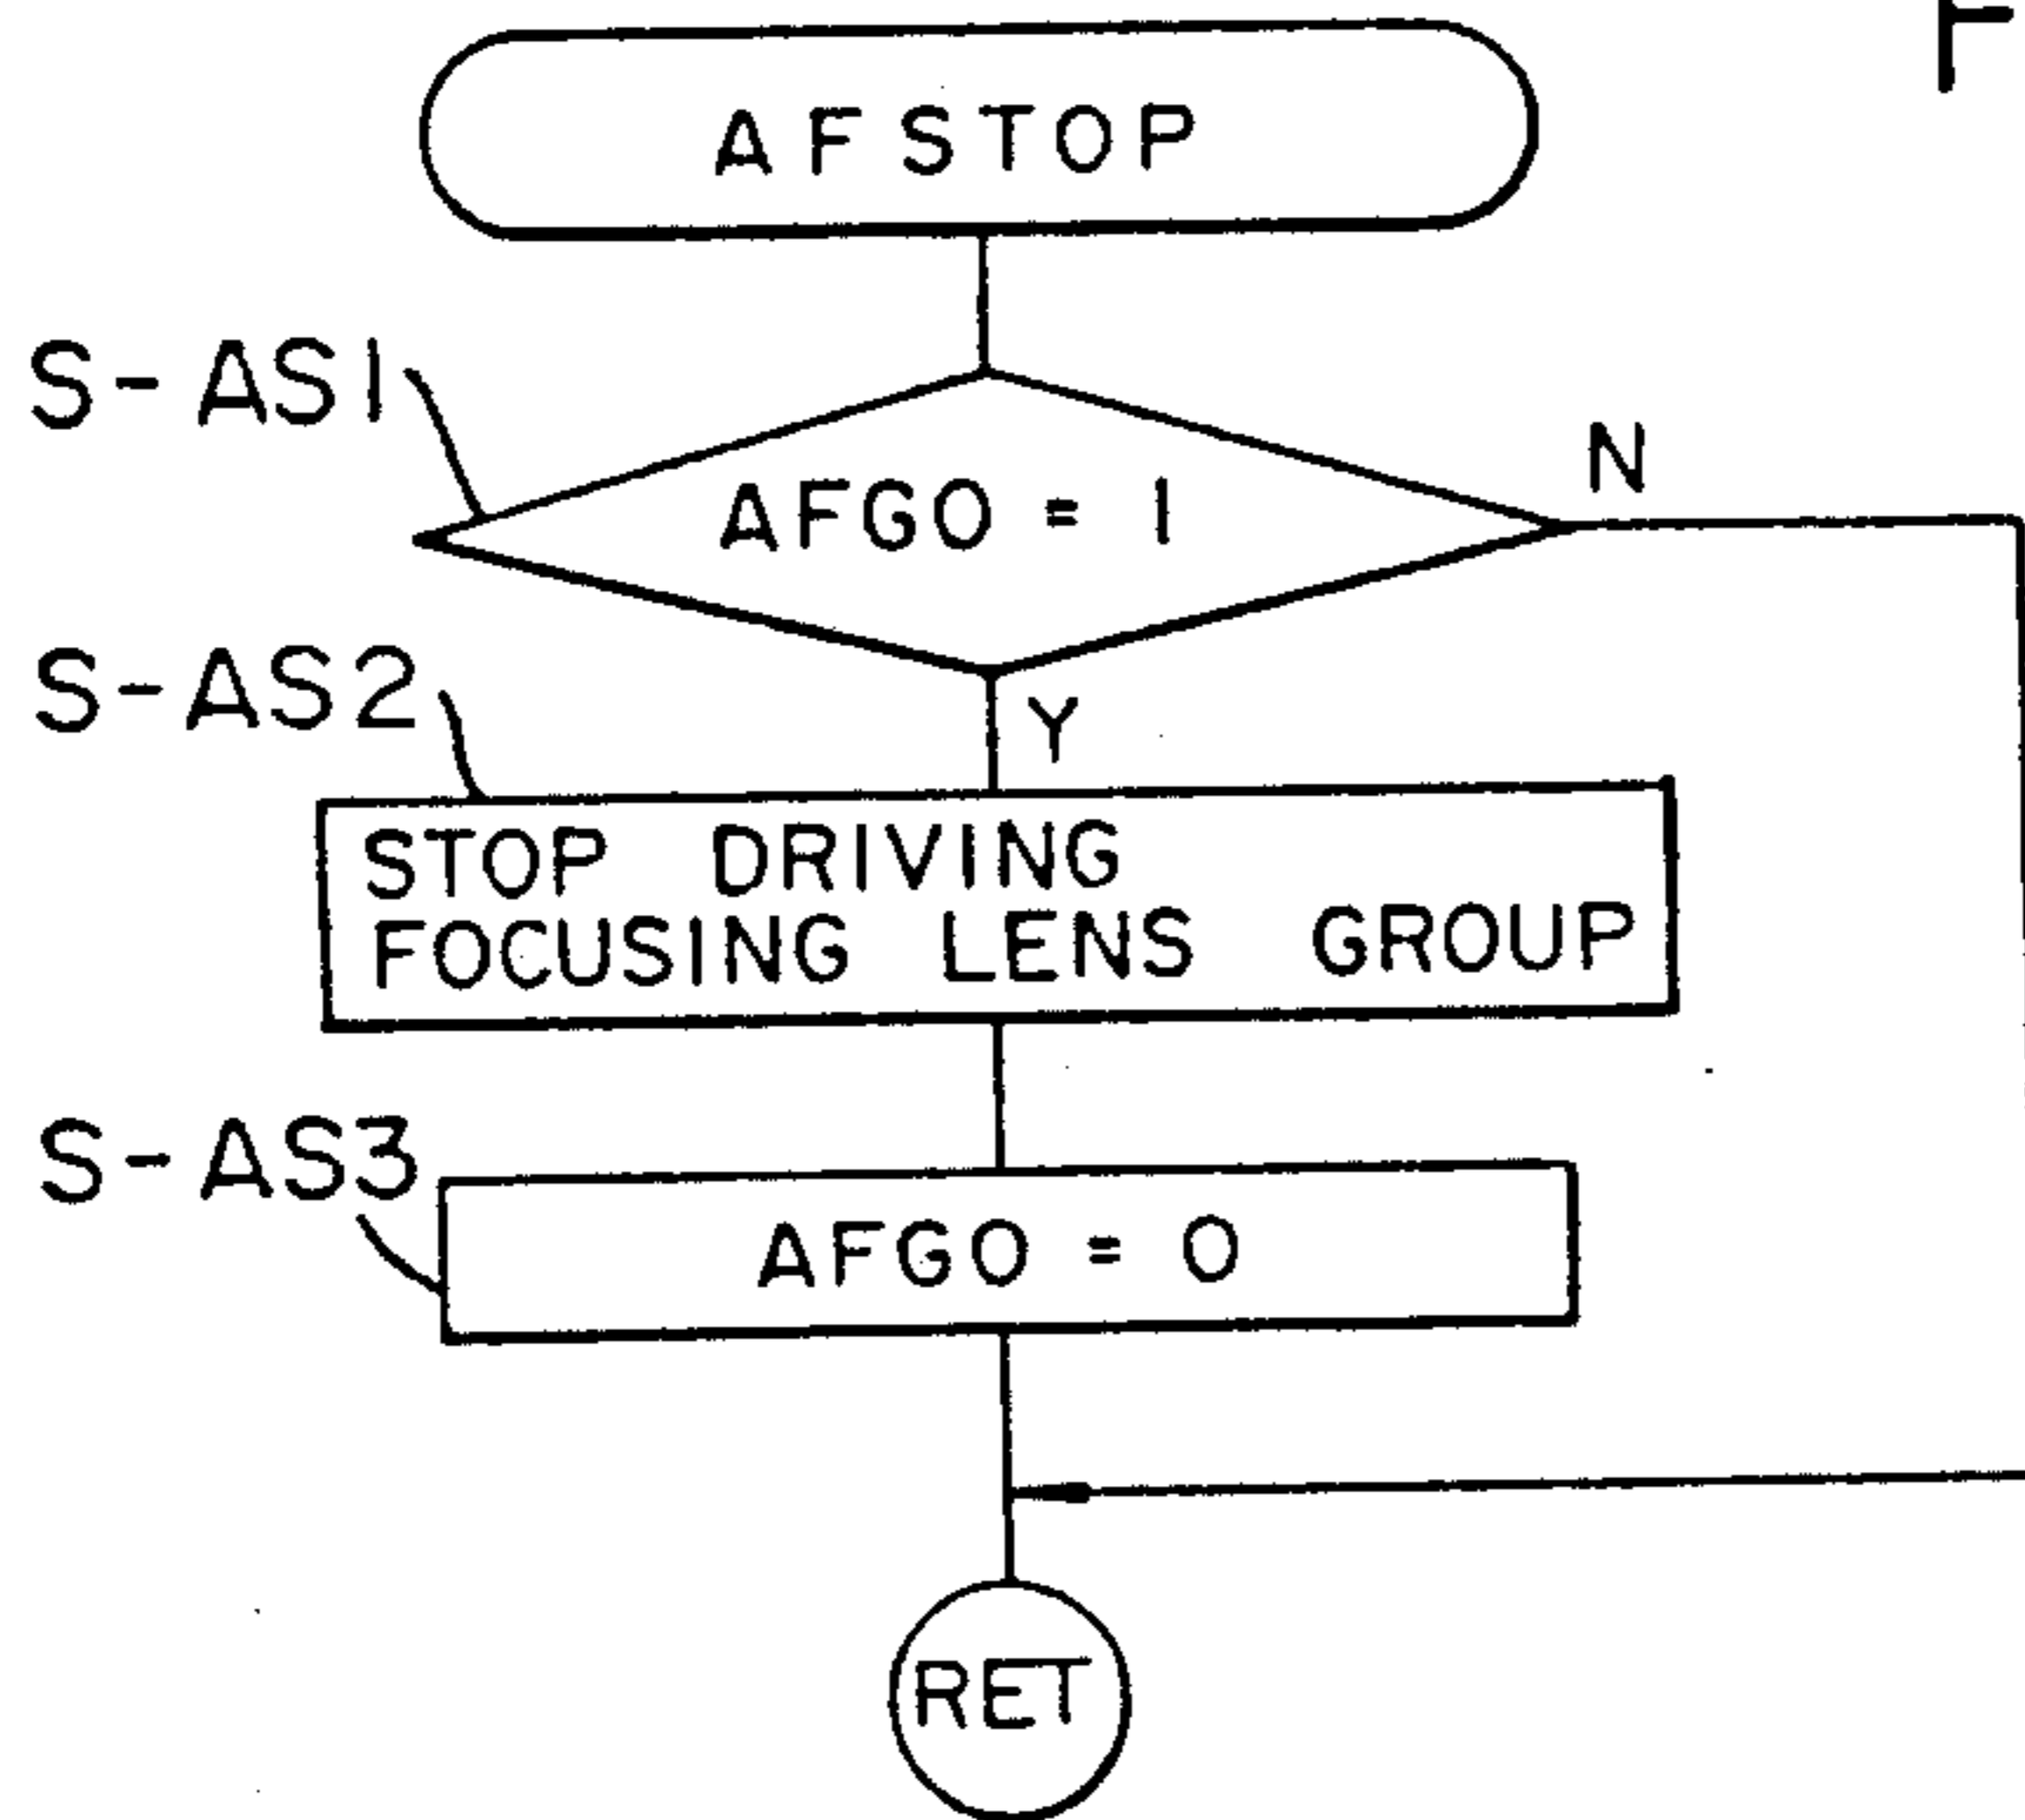 AFSTOP
S-AS1
AFGO = 1
N
S-AS2
Y
STOP DRIVING
FOCUSING LENS GROUP
S-AS3
AFGO = 0
RET